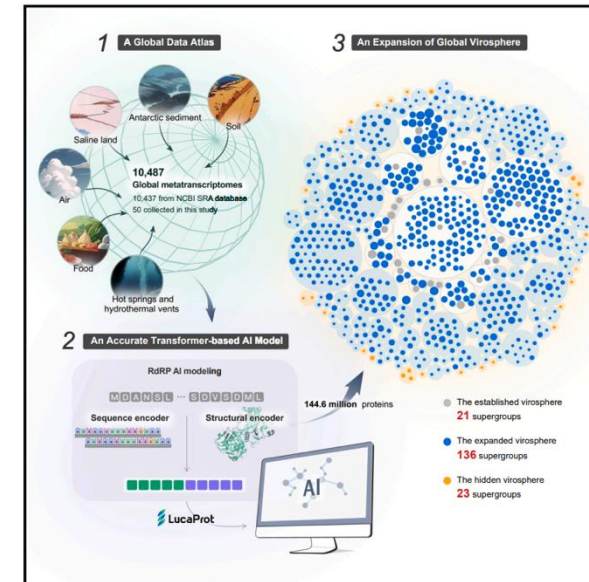 1 A Global Data Atlas
Antarctic sediment
Soil
Saline land
10,487
Global metatranscriptomes
10,437 from NCBI SRA database
50 collected in this study
Air
Food
Hot springs and
hydrothermal vents
2 An Accurate Transformer-based AI Model
RdRP AI modeling
MDANSL ... SDVSDML
Sequence encoder
Structural encoder
LucaProt
AI
144.6 million proteins
3 An Expansion of Global Virosphere
The established virosphere
21 supergroups
The expanded virosphere
136 supergroups
The hidden virosphere
23 supergroups